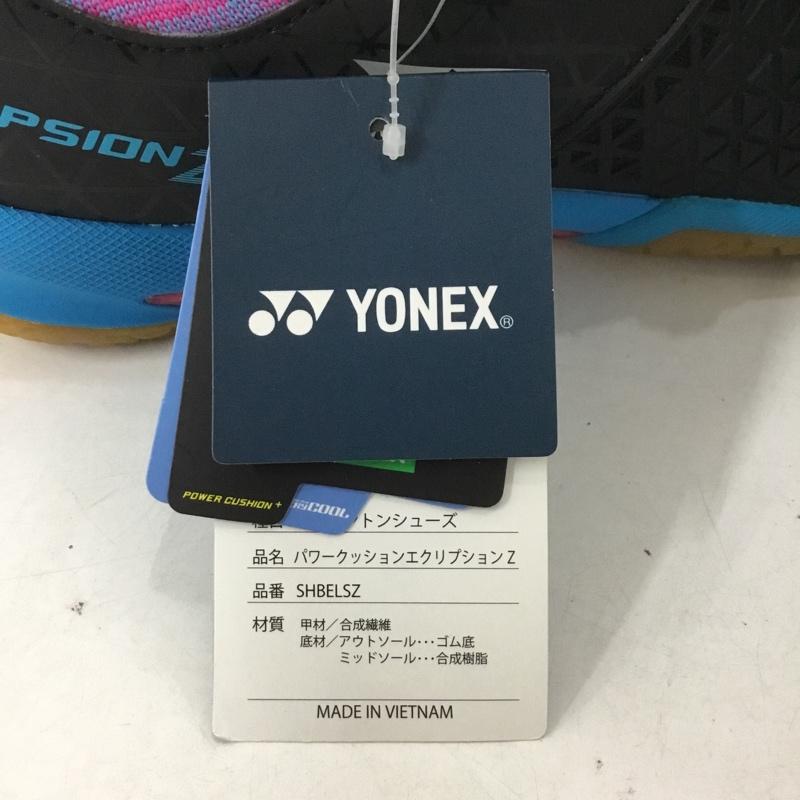 PSION Z
YONEX®
POWER CUSHION+
COOL
トンシューズ
品名 パワークッションエクリプション Z
品番 SHBELSZ
材質 甲材／合成繊維
底材／アウトソール･･･ゴム底
ミッドソール･･･合成樹脂
MADE IN VIETNAM